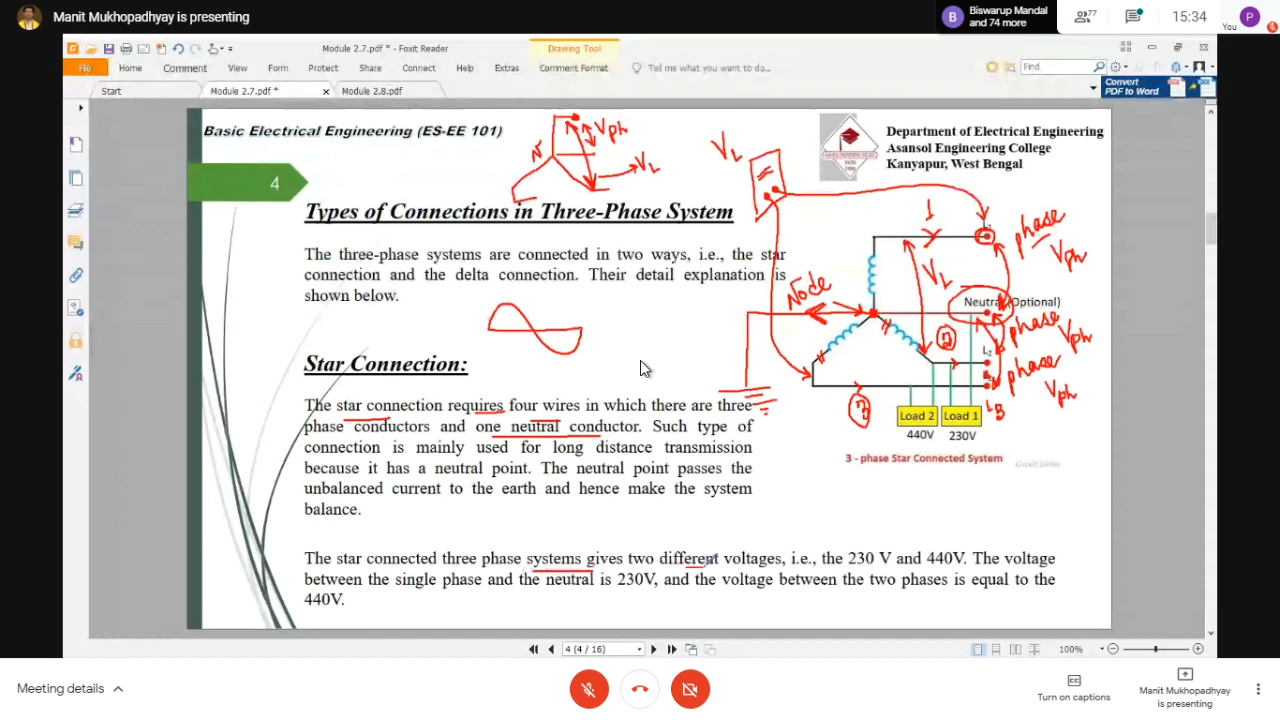 Manit Mukhopadhyay is presenting
B
Biswarup Mandal
and 74 more
77
15:34
You
P
Module 2.7.pdf * - Foxit Reader
Drawing Tool
File
Home
Comment
View
Form
Protect
Share
Connect
Help
Extras
Comment Format
Tell me what you want to do...
Find
Start
Module 2.7.pdf *
Module 2.8.pdf
Convert
PDF to Word
Basic Electrical Engineering (ES-EE 101)
Department of Electrical Engineering
Asansol Engineering College
Kanyapur, West Bengal
4
Vph
N
VL
VL
Types of Connections in Three-Phase System
The three-phase systems are connected in two ways, i.e., the star
connection and the delta connection. Their detail explanation is
shown below.
1
phase
Vph
VL
Node
Neutral (Optional)
phase
Vph
2
L2
phase
Vph
3
L3
Load 2
Load 1
440V
230V
3 - phase Star Connected System
Circuit Globe
Star Connection:
The star connection requires four wires in which there are three
phase conductors and one neutral conductor. Such type of
connection is mainly used for long distance transmission
because it has a neutral point. The neutral point passes the
unbalanced current to the earth and hence make the system
balance.
The star connected three phase systems gives two different voltages, i.e., the 230 V and 440V. The voltage
between the single phase and the neutral is 230V, and the voltage between the two phases is equal to the
440V.
4 (4 / 16)
100%
Meeting details
Turn on captions
Manit Mukhopadhyay
is presenting